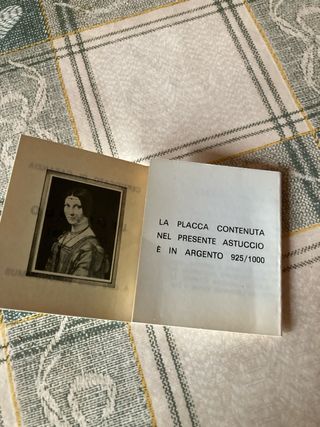 LA PLACCA CONTENUTA
NEL PRESENTE ASTUCCIO
È IN ARGENTO 925/1000